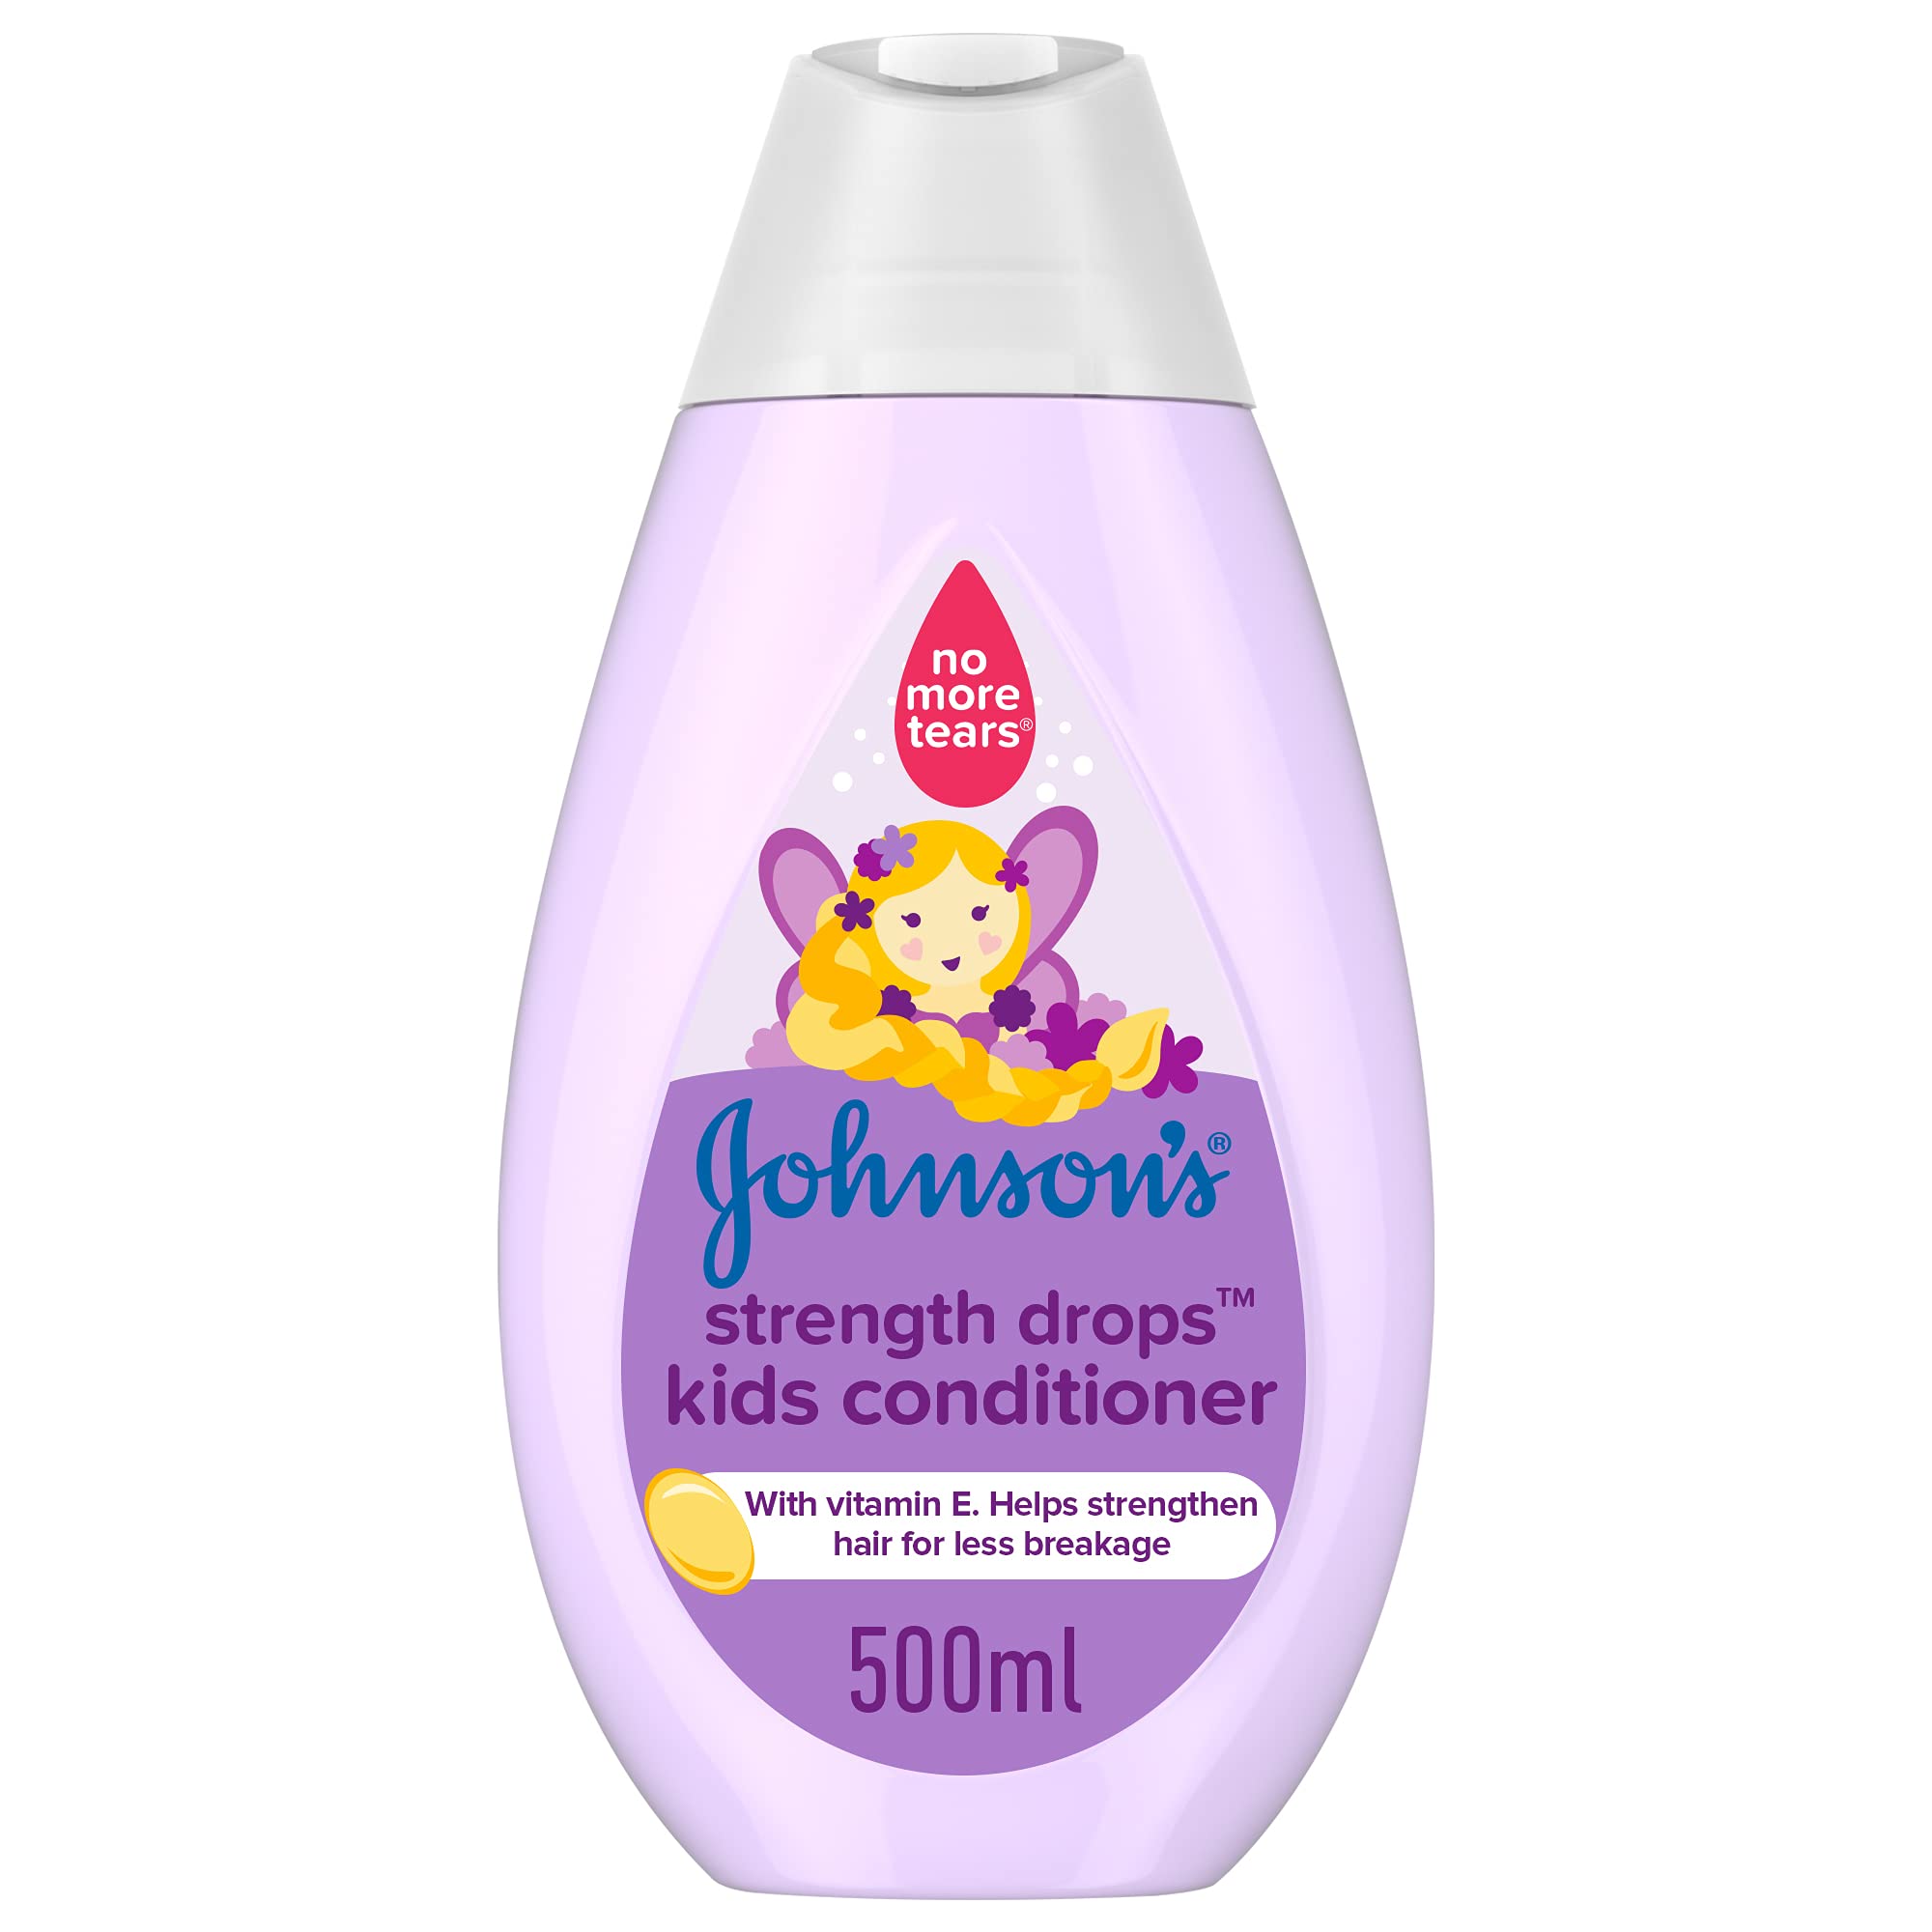 no
more
tears®
Johnson's®
strength drops™
kids conditioner
With vitamin E. Helps strengthen
hair for less breakage
500ml